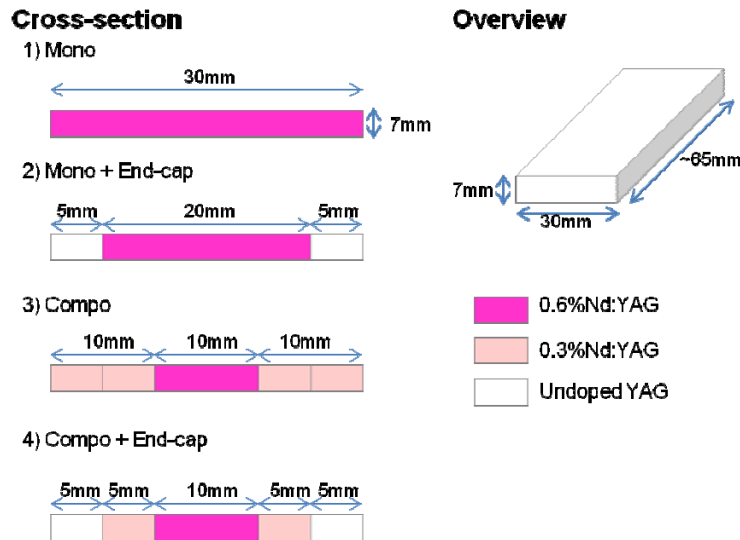 Cross-section
1) Mono
30mm
7mm
2) Mono + End-cap
5mm 20mm 5mm
3) Compo
10mm 10mm 10mm
4) Compo + End-cap
5mm 5mm 10mm 5mm 5mm
Overview
~65mm
7mm
30mm
0.6%Nd:YAG
0.3%Nd:YAG
Undoped YAG